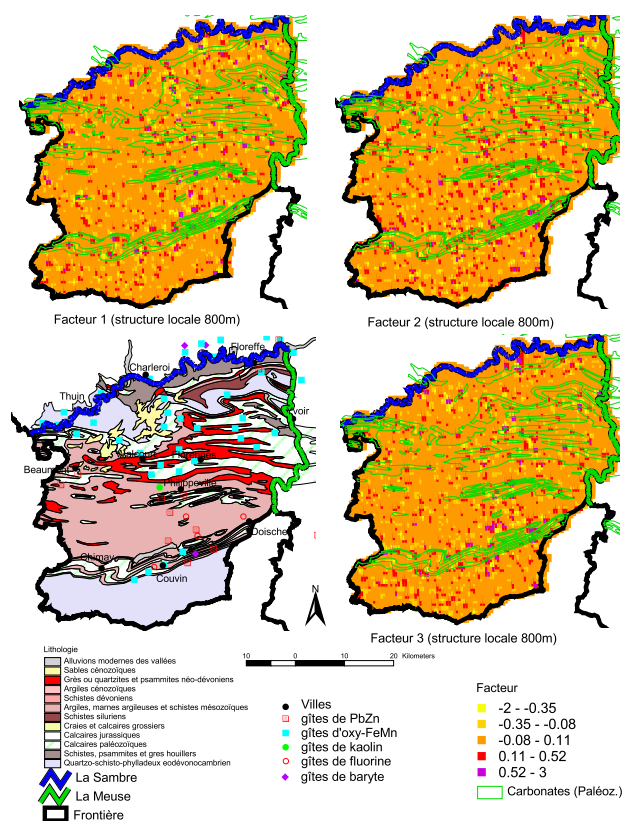 Facteur 1 (structure locale 800m)
Facteur 2 (structure locale 800m)
Charleroi
Floreffe
Thuin
Beaumont
Philippeville
Doische
Chimay
Couvin
N
Facteur 3 (structure locale 800m)
10 0 10 20 Kilometers
Lithologie
Alluvions modernes des vallées
Sables cénozoïques
Grès ou quartzites et psammites néo-dévoniens
Argiles cénozoïques
Schistes dévoniens
Argiles, marnes argileuses et schistes mésozoïques
Schistes siluriens
Craies et calcaires grossiers
Calcaires jurassiques
Calcaires paléozoïques
Schistes, psammites et gres houillers
Quartzo-schisto-phylladeux eodévonocambrien
La Sambre
La Meuse
Frontière
Villes
gîtes de PbZn
gîtes d'oxy-FeMn
gîtes de kaolin
gîtes de fluorine
gîtes de baryte
Facteur
-2 - -0.35
-0.35 - -0.08
-0.08 - 0.11
0.11 - 0.52
0.52 - 3
Carbonates (Paléoz.)